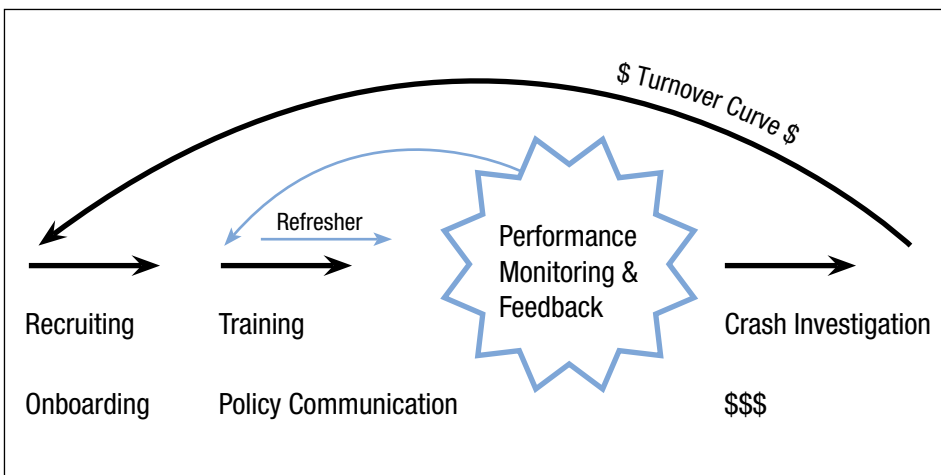 $ Turnover Curve $
Refresher
Performance
Monitoring &
Feedback
Recruiting
Training
Crash Investigation
Onboarding
Policy Communication
$$$